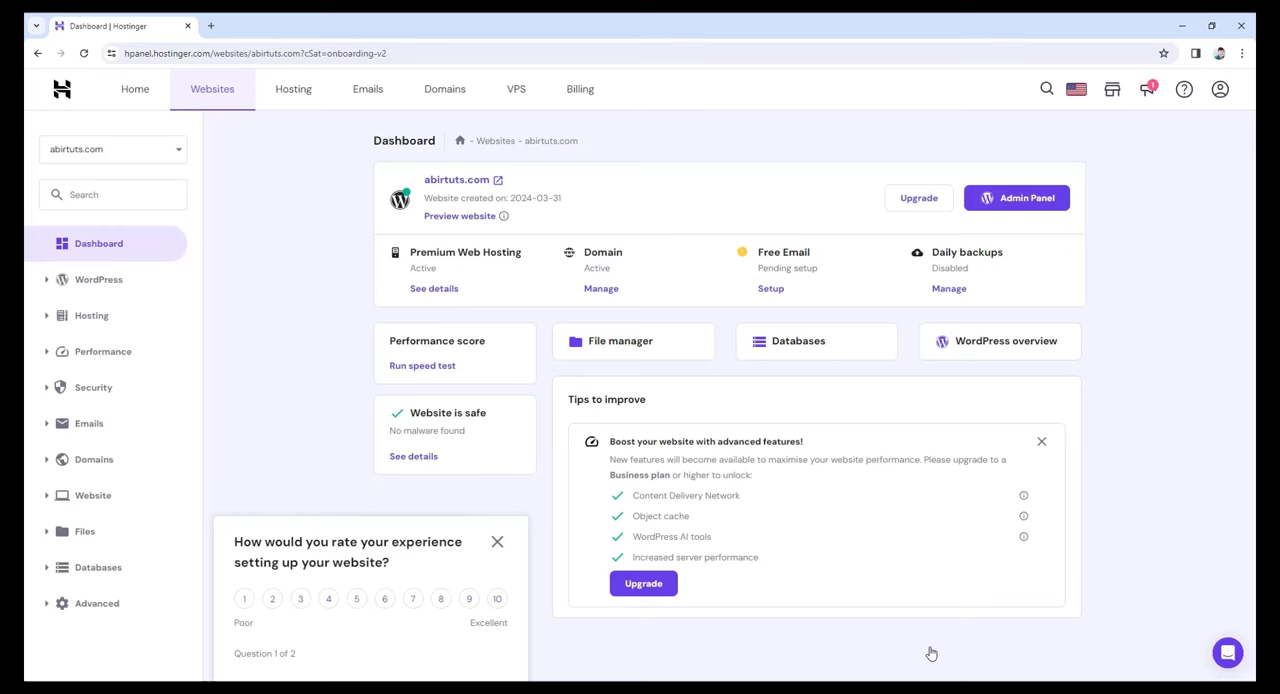 Dashboard | Hostinger
hpanel.hostinger.com/websites/abirtuts.com?cSat=onboarding-v2
Home Websites Hosting Emails Domains VPS Billing 1
abirtuts.com
Search
Dashboard
WordPress
Hosting
Performance
Security
Emails
Domains
Website
Files
Databases
Advanced
Dashboard - Websites - abirtuts.com
abirtuts.com
Website created on: 2024-03-31
Preview website
Upgrade Admin Panel
Premium Web Hosting
Active
See details
Domain
Active
Manage
Free Email
Pending setup
Setup
Daily backups
Disabled
Manage
Performance score
Run speed test
File manager
Databases
WordPress overview
Website is safe
No malware found
See details
Tips to improve
Boost your website with advanced features!
New features will become available to maximise your website performance. Please upgrade to a
Business plan or higher to unlock:
Content Delivery Network
Object cache
WordPress AI tools
Increased server performance
Upgrade
How would you rate your experience
setting up your website?
1 2 3 4 5 6 7 8 9 10
Poor Excellent
Question 1 of 2